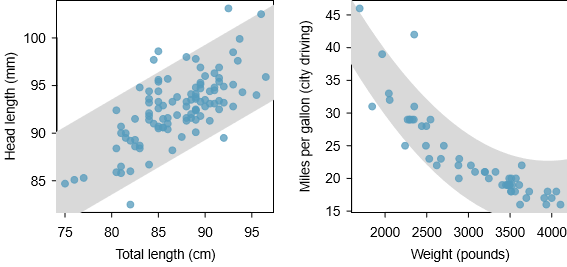 Head length (mm)
100
95
90
85
75 80 85 90 95
Total length (cm)
Miles per gallon (city driving)
45
40
35
30
25
20
15
2000 2500 3000 3500 4000
Weight (pounds)